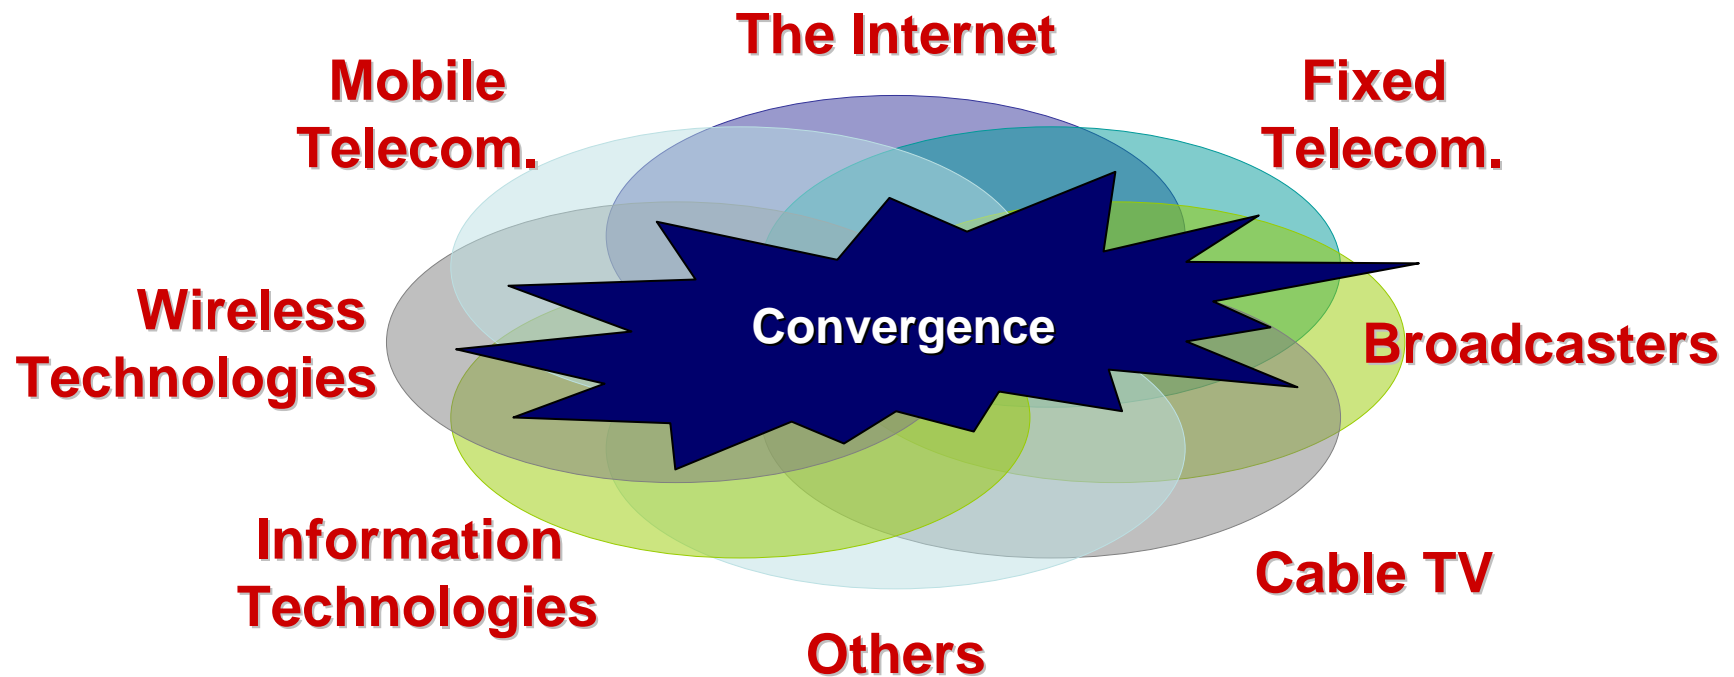 The Internet
Mobile
Telecom.
Fixed
Telecom.
Wireless
Technologies
Convergence
Broadcasters
Information
Technologies
Cable TV
Others